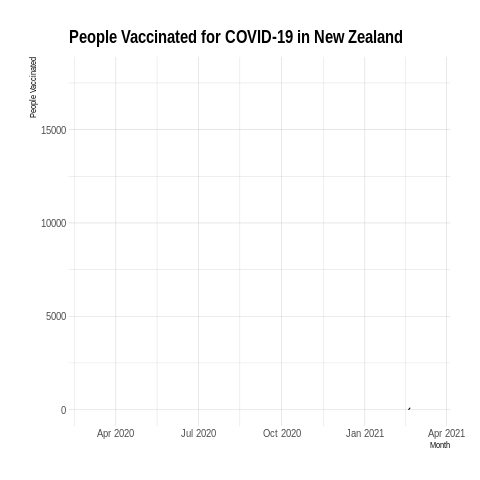 People Vaccinated for COVID-19 in New Zealand
People Vaccinated
15000
10000
5000
0
Apr 2020 Jul 2020 Oct 2020 Jan 2021 Apr 2021
Month